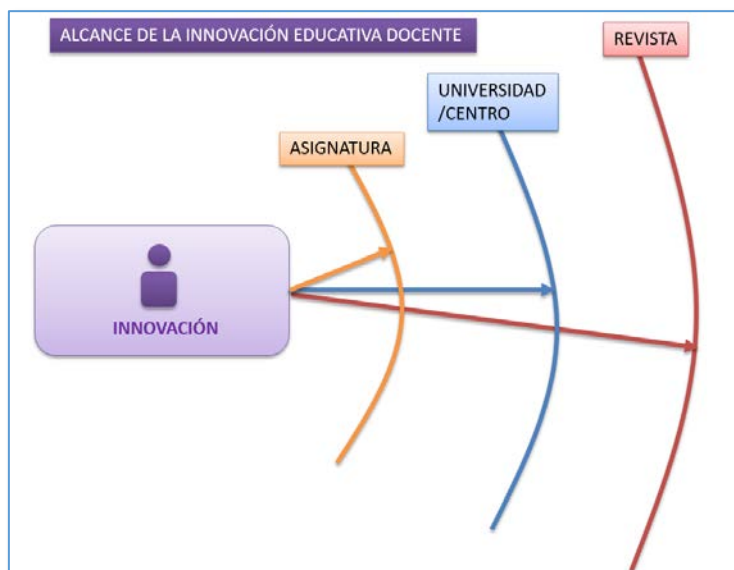 ALCANCE DE LA INNOVACIÓN EDUCATIVA DOCENTE
REVISTA
UNIVERSIDAD
/CENTRO
ASIGNATURA
INNOVACIÓN